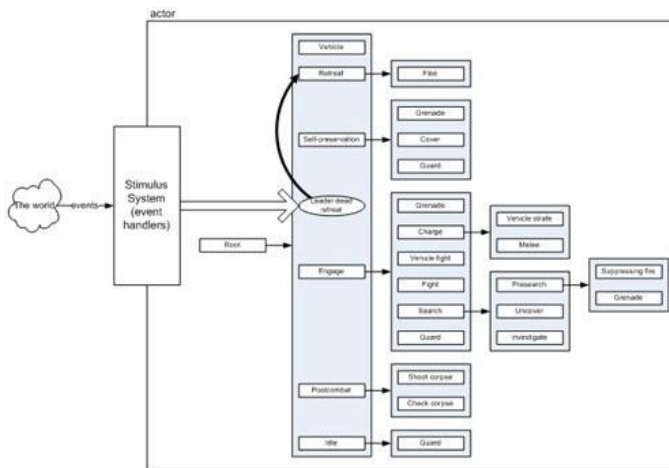 actor
The world
events
Stimulus
System
(event
handlers)
Root
Vehicle
Retreat
Self-preservation
Leader dead
retreat
Engage
Postcombat
Idle
Flee
Grenade
Cover
Guard
Grenade
Charge
Vehicle fight
Fight
Search
Guard
Shoot corpse
Check corpse
Guard
Vehicle strafe
Melee
Presearch
Uncover
Investigate
Suppressing fire
Grenade